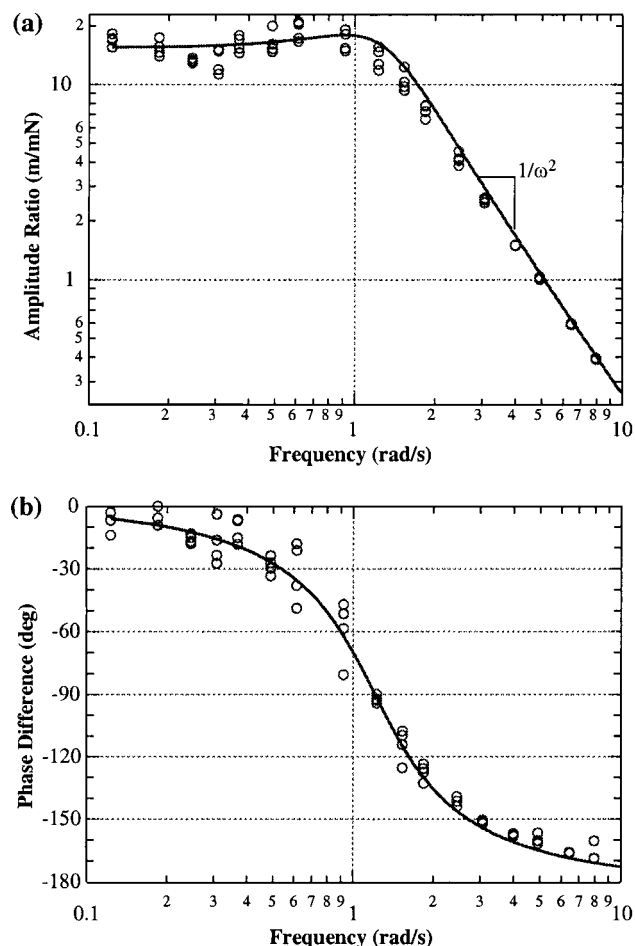 (a)
2
10
6
5
4
3
2
1
6
5
4
3
1/ω²
Amplitude Ratio (m/mN)
0.1 2 3 4 5 6 7 8 9 1 2 3 4 5 6 7 8 9 10
Frequency (rad/s)
(b)
0
-30
-60
-90
-120
-150
-180
Phase Difference (deg)
0.1 2 3 4 5 6 7 8 9 1 2 3 4 5 6 7 8 9 10
Frequency (rad/s)